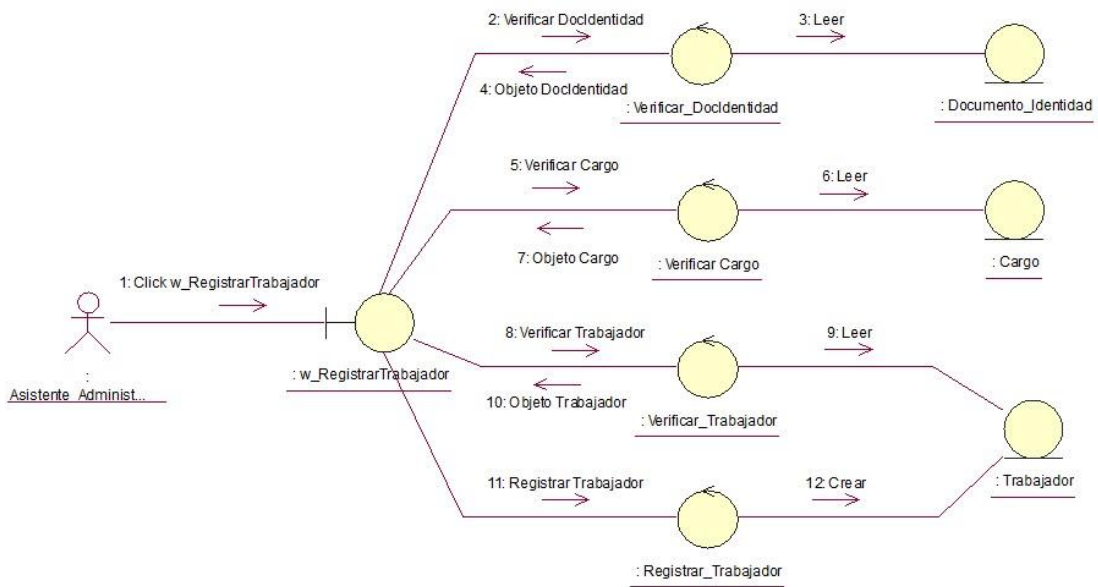 2: Verificar DocIdentidad
3: Leer
4: Objeto DocIdentidad
: Verificar_DocIdentidad
: Documento_Identidad
5: Verificar Cargo
6: Leer
7: Objeto Cargo
: Verificar Cargo
: Cargo
1: Click w_RegistrarTrabajador
8: Verificar Trabajador
9: Leer
:
Asistente_Administ...
: w_RegistrarTrabajador
10: Objeto Trabajador
: Verificar_Trabajador
11: Registrar Trabajador
12: Crear
: Trabajador
: Registrar_Trabajador